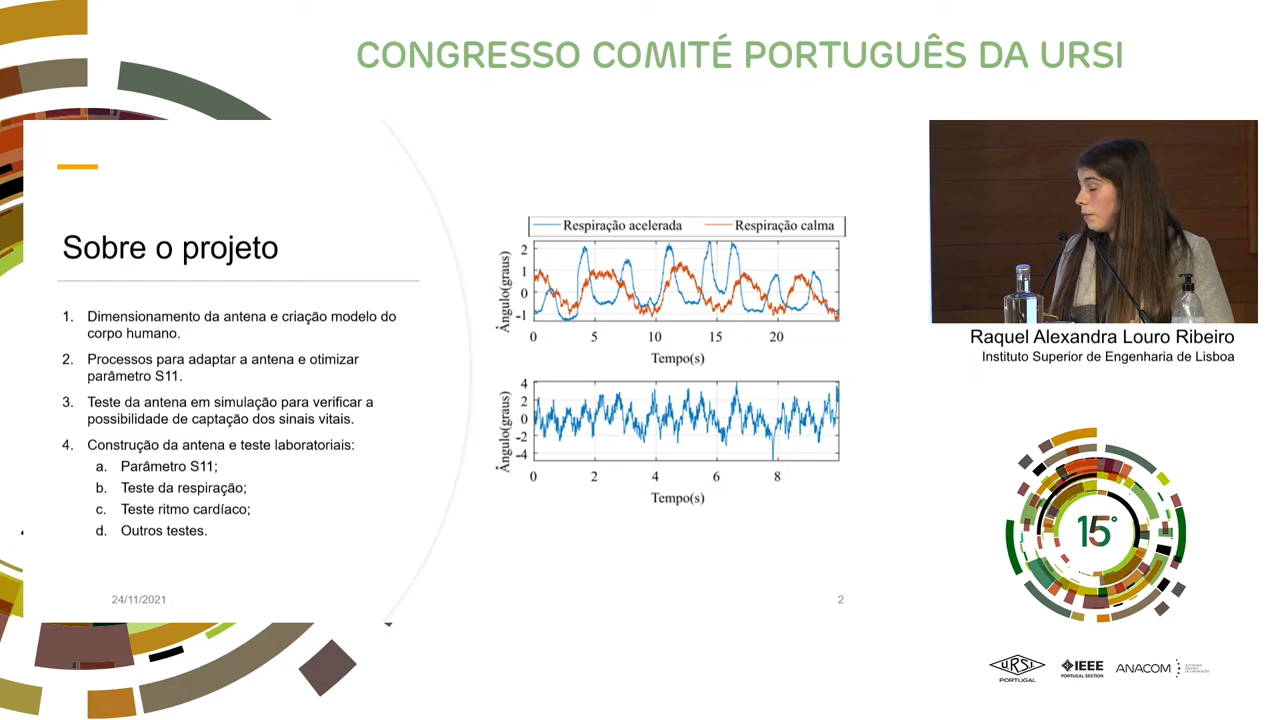 CONGRESSO COMITÉ PORTUGUÊS DA URSI
Sobre o projeto
1. Dimensionamento da antena e criação modelo do
corpo humano.
2. Processos para adaptar a antena e otimizar
parâmetro S11.
3. Teste da antena em simulação para verificar a
possibilidade de captação dos sinais vitais.
4. Construção da antena e teste laboratoriais:
a. Parâmetro S11;
b. Teste da respiração;
c. Teste ritmo cardíaco;
d. Outros testes.
24/11/2021
2
Respiração acelerada
Respiração calma
Ângulo(graus)
2
1
0
-1
0 5 10 15 20
Tempo(s)
Ângulo(graus)
4
2
0
-2
-4
0 2 4 6 8
Tempo(s)
Raquel Alexandra Louro Ribeiro
Instituto Superior de Engenharia de Lisboa
15°
URSI
PORTUGAL
IEEE
PORTUGAL SECTION
ANACOM